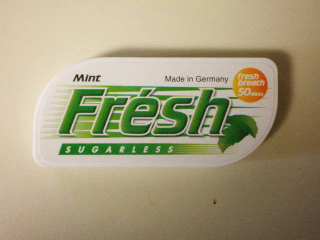 Mint
Made in Germany
fresh
breath
50
Frésh
SUGARLESS